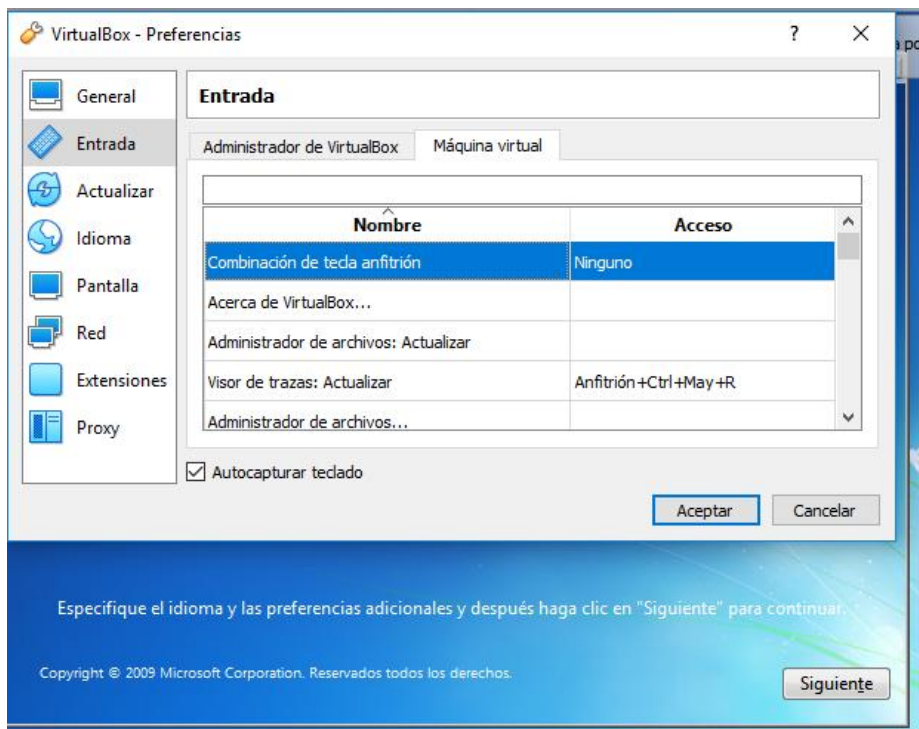 VirtualBox - Preferencias
?
General
Entrada
Actualizar
Idioma
Pantalla
Red
Extensiones
Proxy
Entrada
Administrador de VirtualBox Máquina virtual
Nombre Acceso
Combinación de tecla anfitrión Ninguno
Acerca de VirtualBox...
Administrador de archivos: Actualizar
Visor de trazas: Actualizar Anfitrión+Ctrl+May+R
Administrador de archivos...
Autocapturar teclado
Aceptar Cancelar
Especifique el idioma y las preferencias adicionales y después haga clic en "Siguiente" para continuar.
Copyright © 2009 Microsoft Corporation. Reservados todos los derechos.
Siguiente